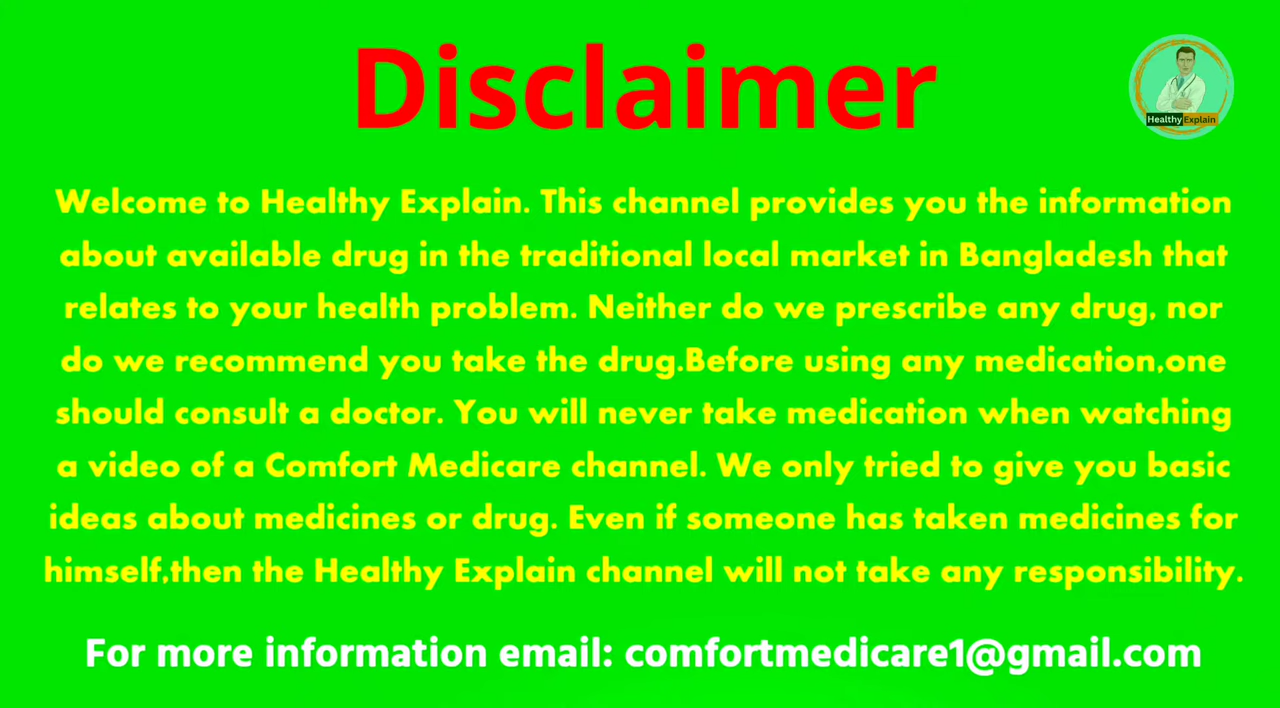 Disclaimer
Healthy Explain
Welcome to Healthy Explain. This channel provides you the information
about available drug in the traditional local market in Bangladesh that
relates to your health problem. Neither do we prescribe any drug, nor
do we recommend you take the drug.Before using any medication,one
should consult a doctor. You will never take medication when watching
a video of a Comfort Medicare channel. We only tried to give you basic
ideas about medicines or drug. Even if someone has taken medicines for
himself,then the Healthy Explain channel will not take any responsibility.
For more information email: comfortmedicare1@gmail.com